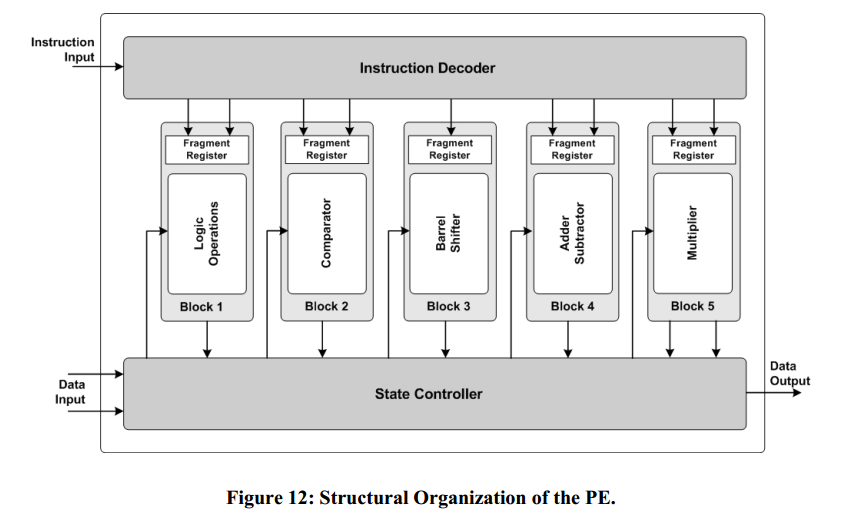 Instruction
Input
Instruction Decoder
Fragment
Register
Fragment
Register
Fragment
Register
Fragment
Register
Fragment
Register
Logic
Operations
Comparator
Barrel
Shifter
Adder
Subtractor
Multiplier
Block 1
Block 2
Block 3
Block 4
Block 5
Data
Input
State Controller
Data
Output
Figure 12: Structural Organization of the PE.